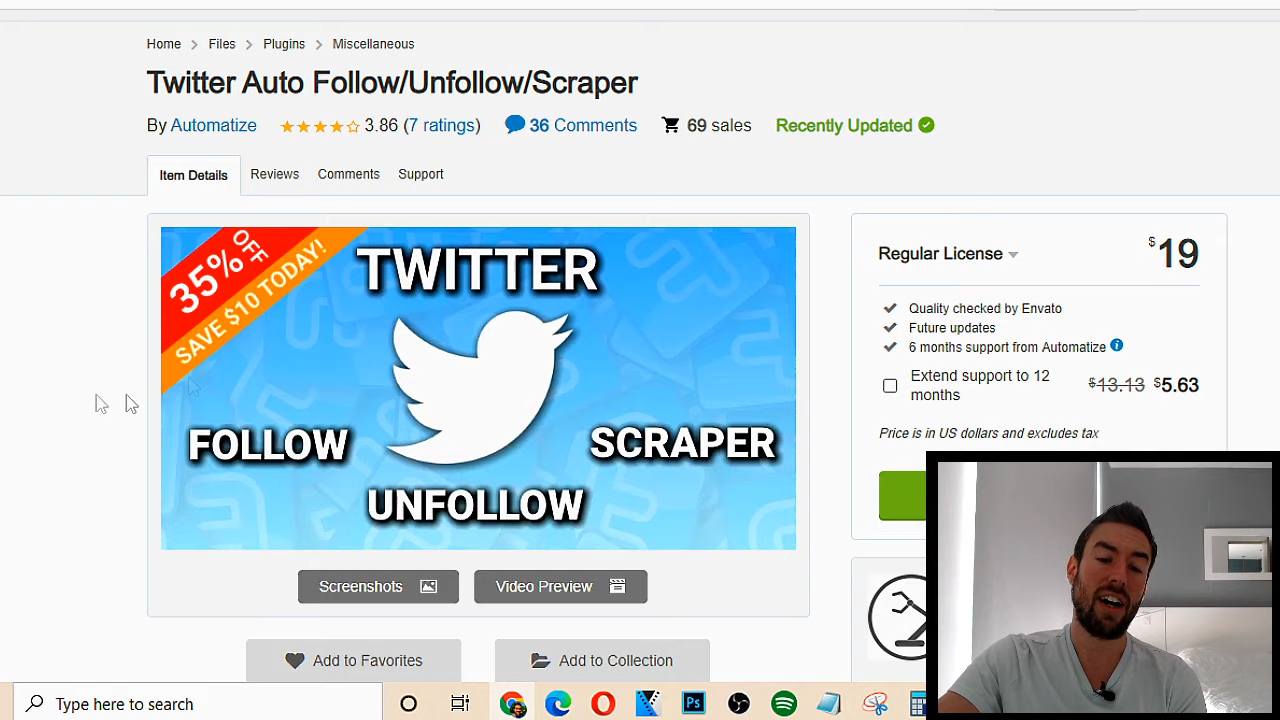 Home > Files > Plugins > Miscellaneous
Twitter Auto Follow/Unfollow/Scraper
By Automatize 3.86 (7 ratings) 36 Comments 69 sales Recently Updated
Item Details Reviews Comments Support
35% OFF
SAVE $10 TODAY!
TWITTER
FOLLOW
SCRAPER
UNFOLLOW
Screenshots
Video Preview
Add to Favorites
Add to Collection
Regular License $19
Quality checked by Envato
Future updates
6 months support from Automatize i
Extend support to 12 months $13.13 $5.63
Price is in US dollars and excludes tax
Type here to search
Ps